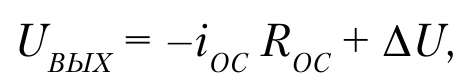 U_ВЫХ = –i_ОС R_ОС + ΔU,